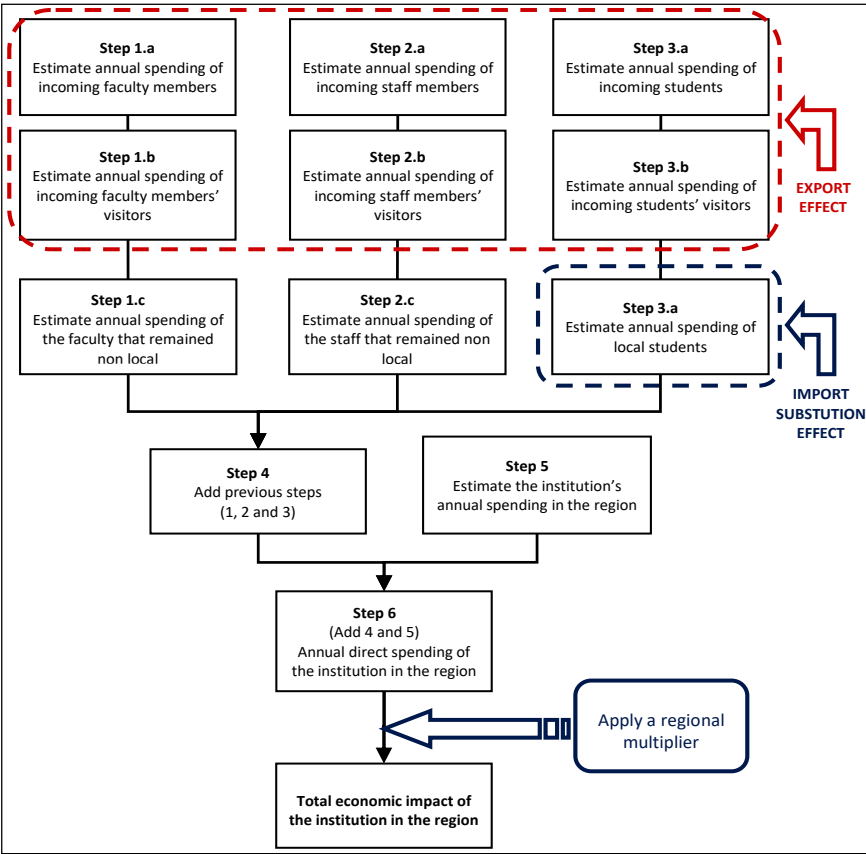 Step 1.a
Estimate annual spending of
incoming faculty members
Step 2.a
Estimate annual spending of
incoming staff members
Step 3.a
Estimate annual spending of
incoming students
Step 1.b
Estimate annual spending of
incoming faculty members'
visitors
Step 2.b
Estimate annual spending of
incoming staff members'
visitors
Step 3.b
Estimate annual spending of
incoming students' visitors
EXPORT
EFFECT
Step 1.c
Estimate annual spending of
the faculty that remained
non local
Step 2.c
Estimate annual spending of
the staff that remained non
local
Step 3.a
Estimate annual spending of
local students
IMPORT
SUBSTUTION
EFFECT
Step 4
Add previous steps
(1, 2 and 3)
Step 5
Estimate the institution's
annual spending in the region
Step 6
(Add 4 and 5)
Annual direct spending of
the institution in the region
Apply a regional
multiplier
Total economic impact of
the institution in the region